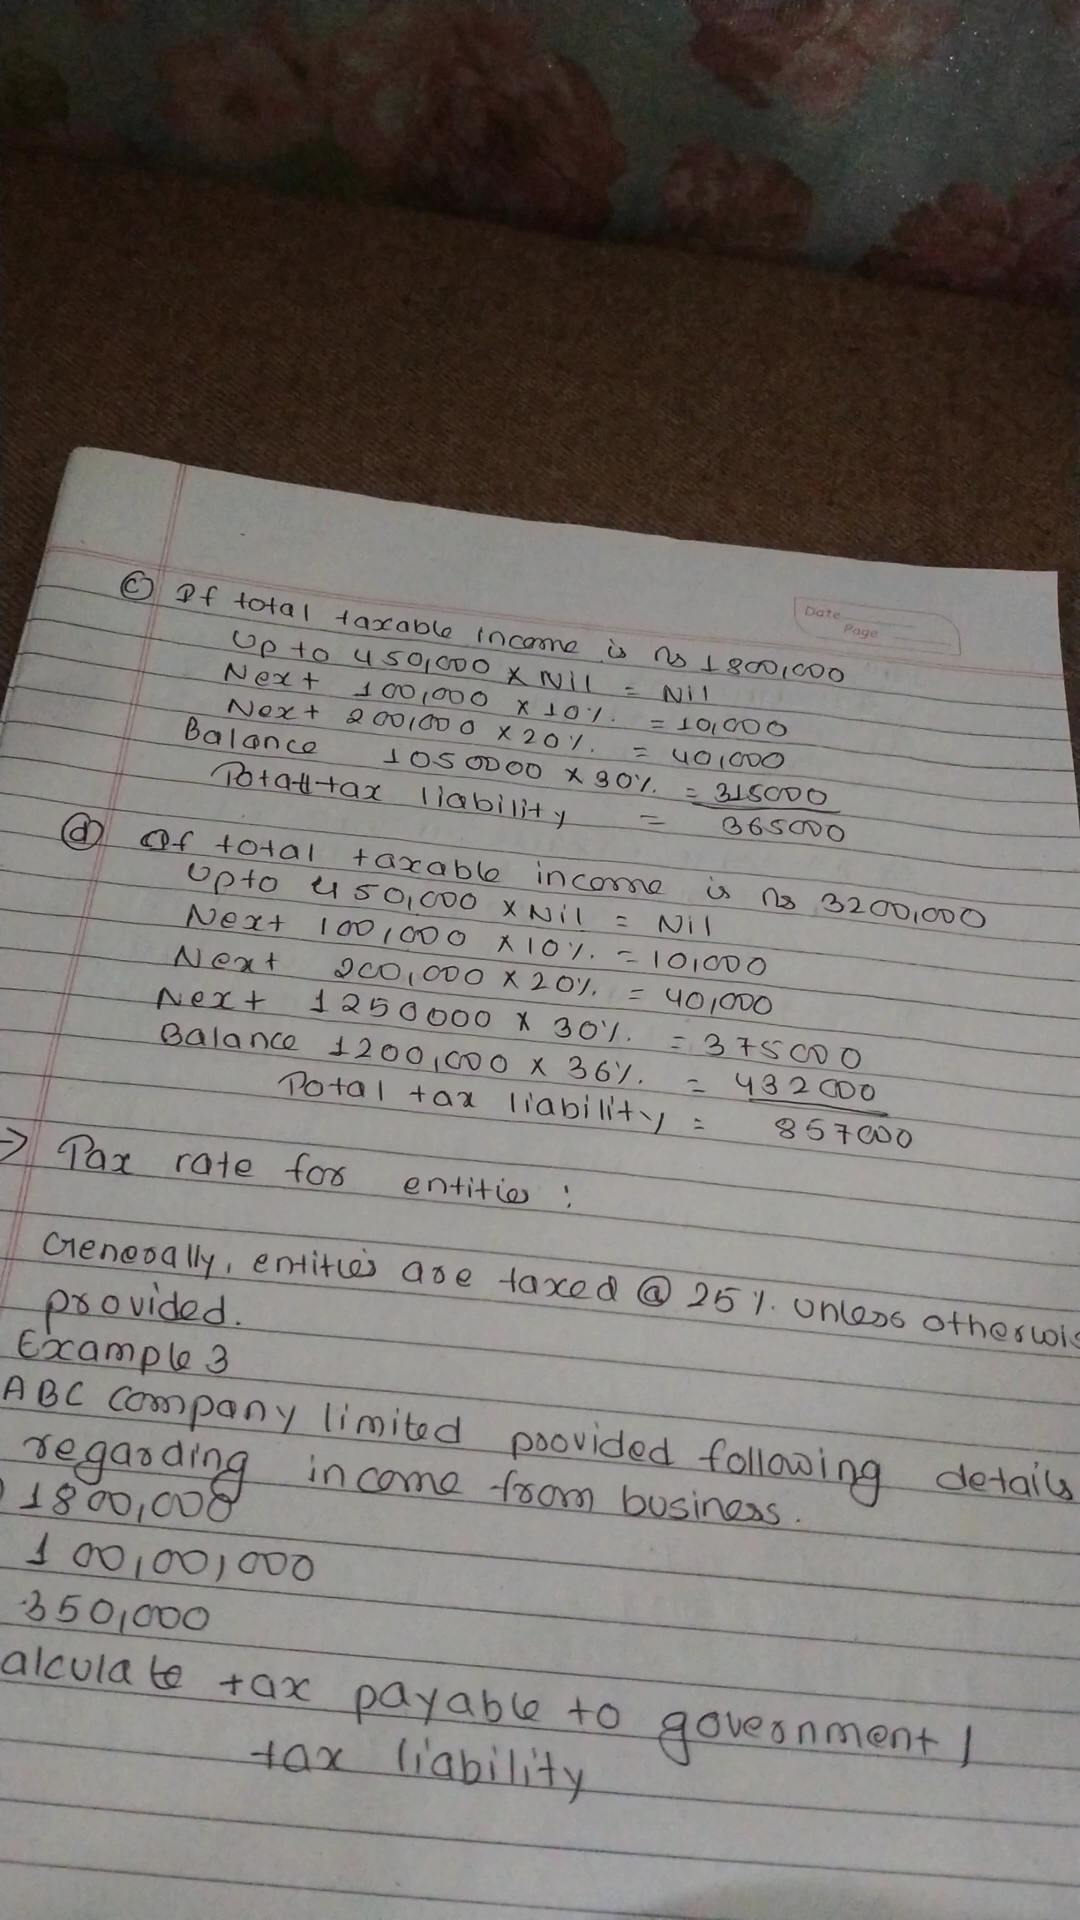 Date
Page
(c) If total taxable income is Rs 1800,000
Up to 450,000 × Nil = Nil
Next 100,000 × 10% = 10,000
Next 200,000 × 20% = 40,000
Balance 1050000 × 30% = 315000
Total tax liability = 365000
(d) If total taxable income is Rs 3200,000
Upto 450,000 × Nil = Nil
Next 100,000 × 10% = 10,000
Next 200,000 × 20% = 40,000
Next 1250000 × 30% = 375000
Balance 1200,000 × 36% = 432000
Total tax liability = 857000
→ Tax rate for entities :
Generally, entities are taxed @ 25% unless otherwis
provided.
Example 3
ABC company limited provided following details
regarding income from business.
) 1800,000
100,00,000
350,000
alculate tax payable to government /
tax liability